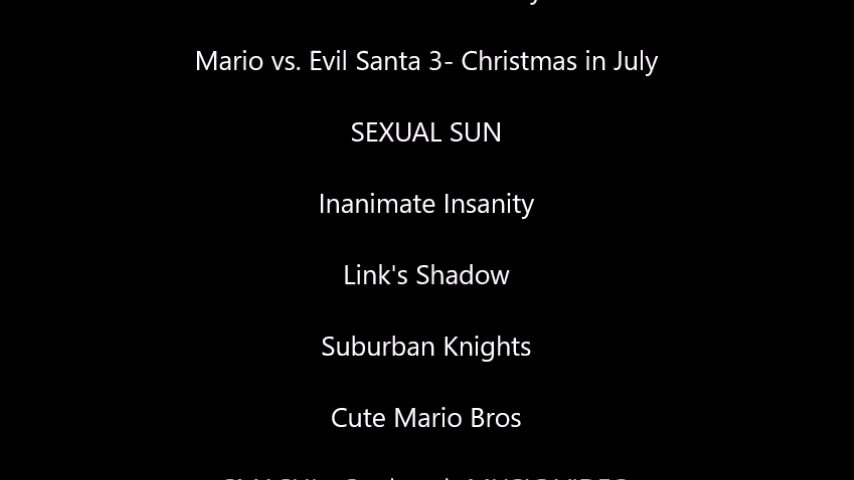 Mario vs. Evil Santa 3- Christmas in July
SEXUAL SUN
Inanimate Insanity
Link's Shadow
Suburban Knights
Cute Mario Bros